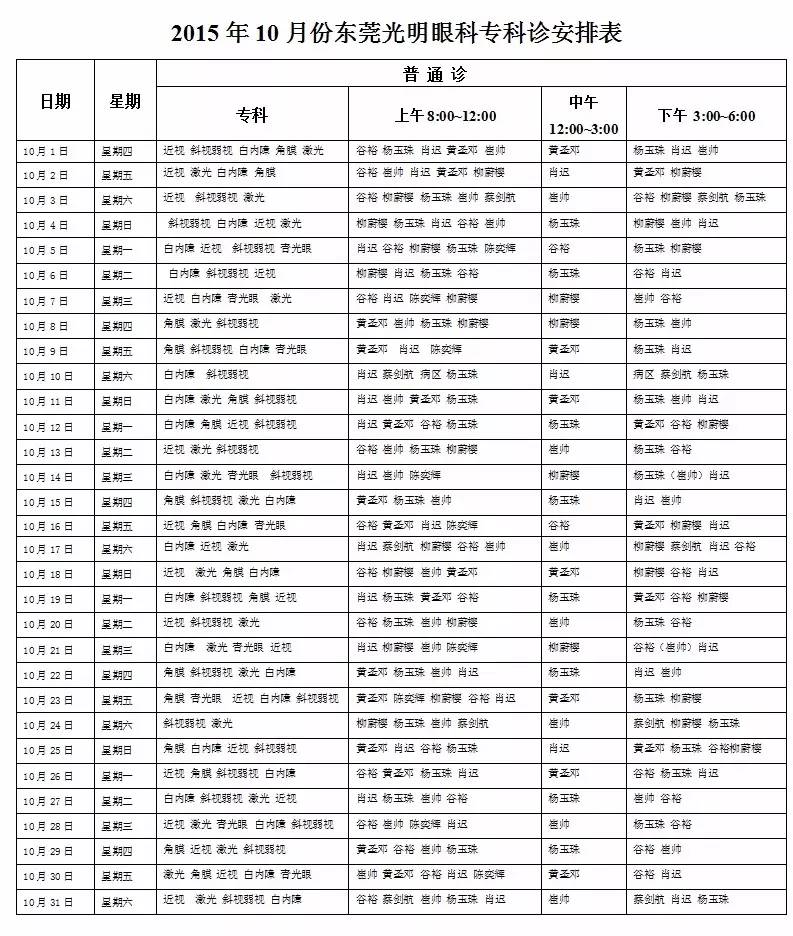 2015 年 10 月份东莞光明眼科专科诊安排表
日期 星期 普 通 诊
专科 上午 8:00~12:00 中午 12:00~3:00 下午 3:00~6:00
10 月 1 日 星期四 近视 斜视弱视 白内障 角膜 激光 谷裕 杨玉珠 肖迟 黄圣邓 崔帅 黄圣邓 杨玉珠 肖迟 崔帅
10 月 2 日 星期五 近视 激光 白内障 角膜 谷裕 崔帅 肖迟 黄圣邓 柳蔚樱 肖迟 黄圣邓 柳蔚樱
10 月 3 日 星期六 近视 斜视弱视 激光 谷裕 柳蔚樱 杨玉珠 崔帅 蔡剑航 崔帅 谷裕 柳蔚樱 蔡剑航 杨玉珠
10 月 4 日 星期日 斜视弱视 白内障 近视 激光 柳蔚樱 杨玉珠 肖迟 谷裕 崔帅 杨玉珠 柳蔚樱 崔帅 肖迟
10 月 5 日 星期一 白内障 近视 斜视弱视 青光眼 肖迟 谷裕 柳蔚樱 杨玉珠 陈奕辉 谷裕 杨玉珠 柳蔚樱
10 月 6 日 星期二 白内障 斜视弱视 近视 柳蔚樱 肖迟 杨玉珠 谷裕 杨玉珠 谷裕 肖迟
10 月 7 日 星期三 近视 白内障 青光眼 激光 谷裕 肖迟 陈奕辉 柳蔚樱 柳蔚樱 崔帅 谷裕
10 月 8 日 星期四 角膜 激光 斜视弱视 黄圣邓 崔帅 杨玉珠 柳蔚樱 柳蔚樱 杨玉珠 崔帅
10 月 9 日 星期五 角膜 斜视弱视 白内障 青光眼 黄圣邓 肖迟 陈奕辉 黄圣邓 杨玉珠 肖迟
10 月 10 日 星期六 白内障 斜视弱视 肖迟 蔡剑航 病区 杨玉珠 肖迟 病区 蔡剑航 杨玉珠
10 月 11 日 星期日 白内障 激光 角膜 斜视弱视 肖迟 崔帅 黄圣邓 杨玉珠 黄圣邓 杨玉珠 崔帅 肖迟
10 月 12 日 星期一 白内障 角膜 近视 斜视弱视 肖迟 黄圣邓 谷裕 杨玉珠 杨玉珠 黄圣邓 谷裕 柳蔚樱
10 月 13 日 星期二 近视 激光 斜视弱视 谷裕 崔帅 杨玉珠 柳蔚樱 崔帅 杨玉珠 谷裕
10 月 14 日 星期三 白内障 激光 青光眼 斜视弱视 肖迟 崔帅 陈奕辉 柳蔚樱 杨玉珠（崔帅）肖迟
10 月 15 日 星期四 角膜 斜视弱视 激光 白内障 黄圣邓 杨玉珠 崔帅 杨玉珠 肖迟 崔帅
10 月 16 日 星期五 近视 角膜 白内障 青光眼 谷裕 黄圣邓 肖迟 陈奕辉 谷裕 黄圣邓 柳蔚樱 肖迟
10 月 17 日 星期六 白内障 近视 激光 肖迟 蔡剑航 柳蔚樱 谷裕 崔帅 崔帅 柳蔚樱 蔡剑航 肖迟 谷裕
10 月 18 日 星期日 近视 激光 角膜 白内障 谷裕 柳蔚樱 崔帅 黄圣邓 黄圣邓 柳蔚樱 谷裕 肖迟
10 月 19 日 星期一 白内障 斜视弱视 角膜 近视 肖迟 杨玉珠 黄圣邓 谷裕 杨玉珠 黄圣邓 谷裕 柳蔚樱
10 月 20 日 星期二 近视 斜视弱视 激光 谷裕 杨玉珠 崔帅 柳蔚樱 崔帅 杨玉珠 谷裕
10 月 21 日 星期三 白内障 激光 青光眼 近视 肖迟 柳蔚樱 崔帅 陈奕辉 柳蔚樱 谷裕（崔帅）肖迟
10 月 22 日 星期四 角膜 斜视弱视 激光 白内障 黄圣邓 杨玉珠 崔帅 肖迟 杨玉珠 肖迟 崔帅
10 月 23 日 星期五 角膜 青光眼 近视 白内障 斜视弱视 黄圣邓 陈奕辉 柳蔚樱 谷裕 肖迟 黄圣邓 杨玉珠 柳蔚樱
10 月 24 日 星期六 斜视弱视 激光 柳蔚樱 杨玉珠 崔帅 蔡剑航 崔帅 蔡剑航 柳蔚樱 杨玉珠
10 月 25 日 星期日 角膜 白内障 近视 斜视弱视 黄圣邓 肖迟 谷裕 杨玉珠 肖迟 黄圣邓 杨玉珠 谷裕柳蔚樱
10 月 26 日 星期一 近视 角膜 斜视弱视 白内障 谷裕 黄圣邓 杨玉珠 肖迟 黄圣邓 谷裕 杨玉珠 肖迟
10 月 27 日 星期二 白内障 斜视弱视 激光 近视 肖迟 杨玉珠 崔帅 谷裕 杨玉珠 崔帅 谷裕
10 月 28 日 星期三 近视 激光 青光眼 白内障 斜视弱视 谷裕 崔帅 陈奕辉 肖迟 崔帅 杨玉珠 谷裕
10 月 29 日 星期四 角膜 近视 激光 斜视弱视 黄圣邓 谷裕 崔帅 杨玉珠 杨玉珠 谷裕 崔帅
10 月 30 日 星期五 激光 角膜 近视 白内障 青光眼 崔帅 黄圣邓 谷裕 肖迟 陈奕辉 黄圣邓 谷裕 肖迟
10 月 31 日 星期六 近视 激光 斜视弱视 白内障 谷裕 蔡剑航 崔帅 杨玉珠 肖迟 崔帅 蔡剑航 肖迟 杨玉珠